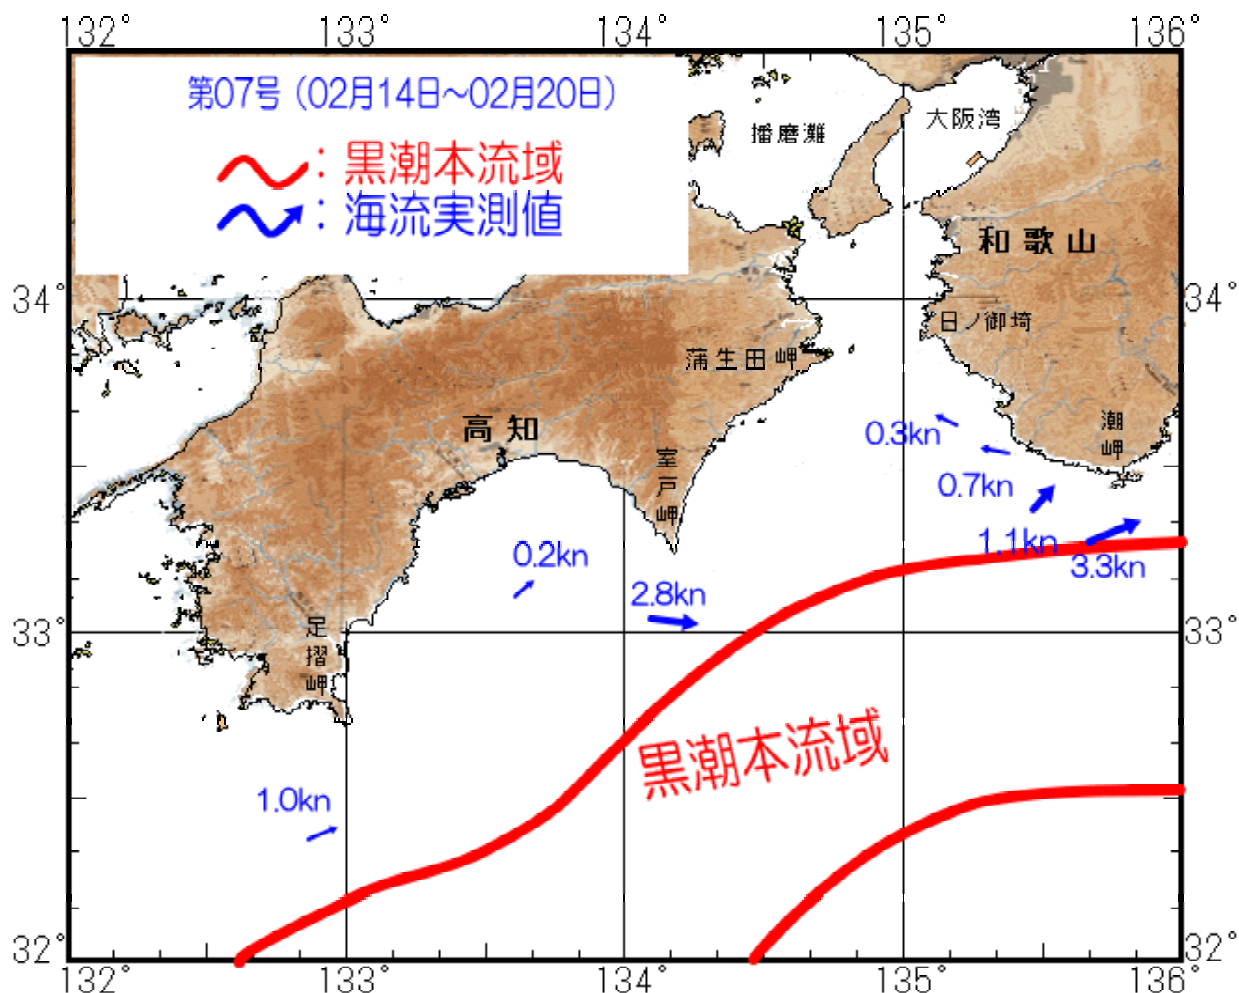 132°
133°
134°
135°
136°
第07号（02月14日～02月20日）
：黒潮本流域
：海流実測値
播磨灘
大阪湾
和歌山
34°
34°
日ノ御埼
蒲生田岬
高知
室戸岬
潮岬
0.3kn
0.7kn
1.1kn
3.3kn
0.2kn
2.8kn
33°
33°
足摺岬
黒潮本流域
1.0kn
32°
32°
132°
133°
134°
135°
136°